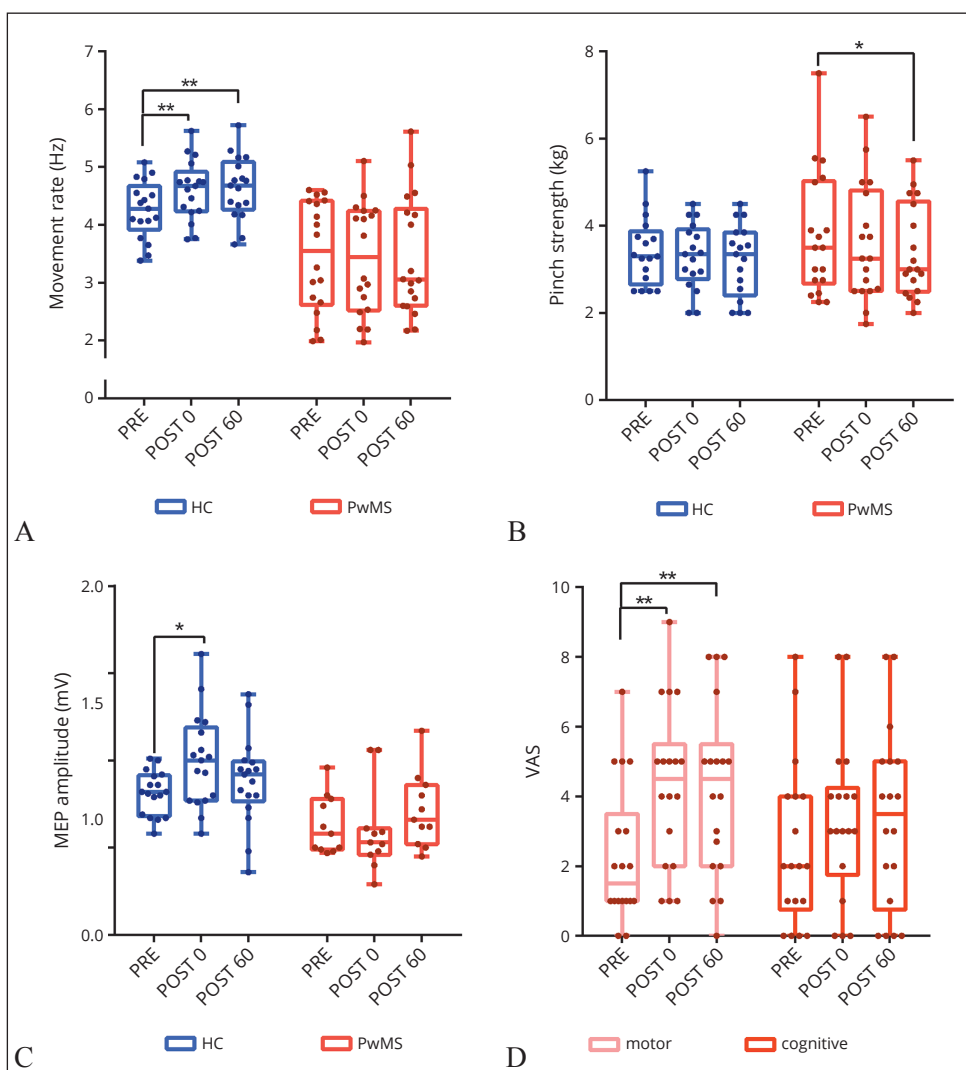 7
6
5
4
3
2
0
Movement rate (Hz)
**
**
PRE
POST 0
POST 60
PRE
POST 0
POST 60
HC
PwMS
A
8
6
4
2
0
Pinch strength (kg)
*
PRE
POST 0
POST 60
PRE
POST 0
POST 60
HC
PwMS
B
2.0
1.5
1.0
0.0
MEP amplitude (mV)
*
PRE
POST 0
POST 60
PRE
POST 0
POST 60
HC
PwMS
C
10
8
6
4
2
0
VAS
**
**
PRE
POST 0
POST 60
PRE
POST 0
POST 60
motor
cognitive
D